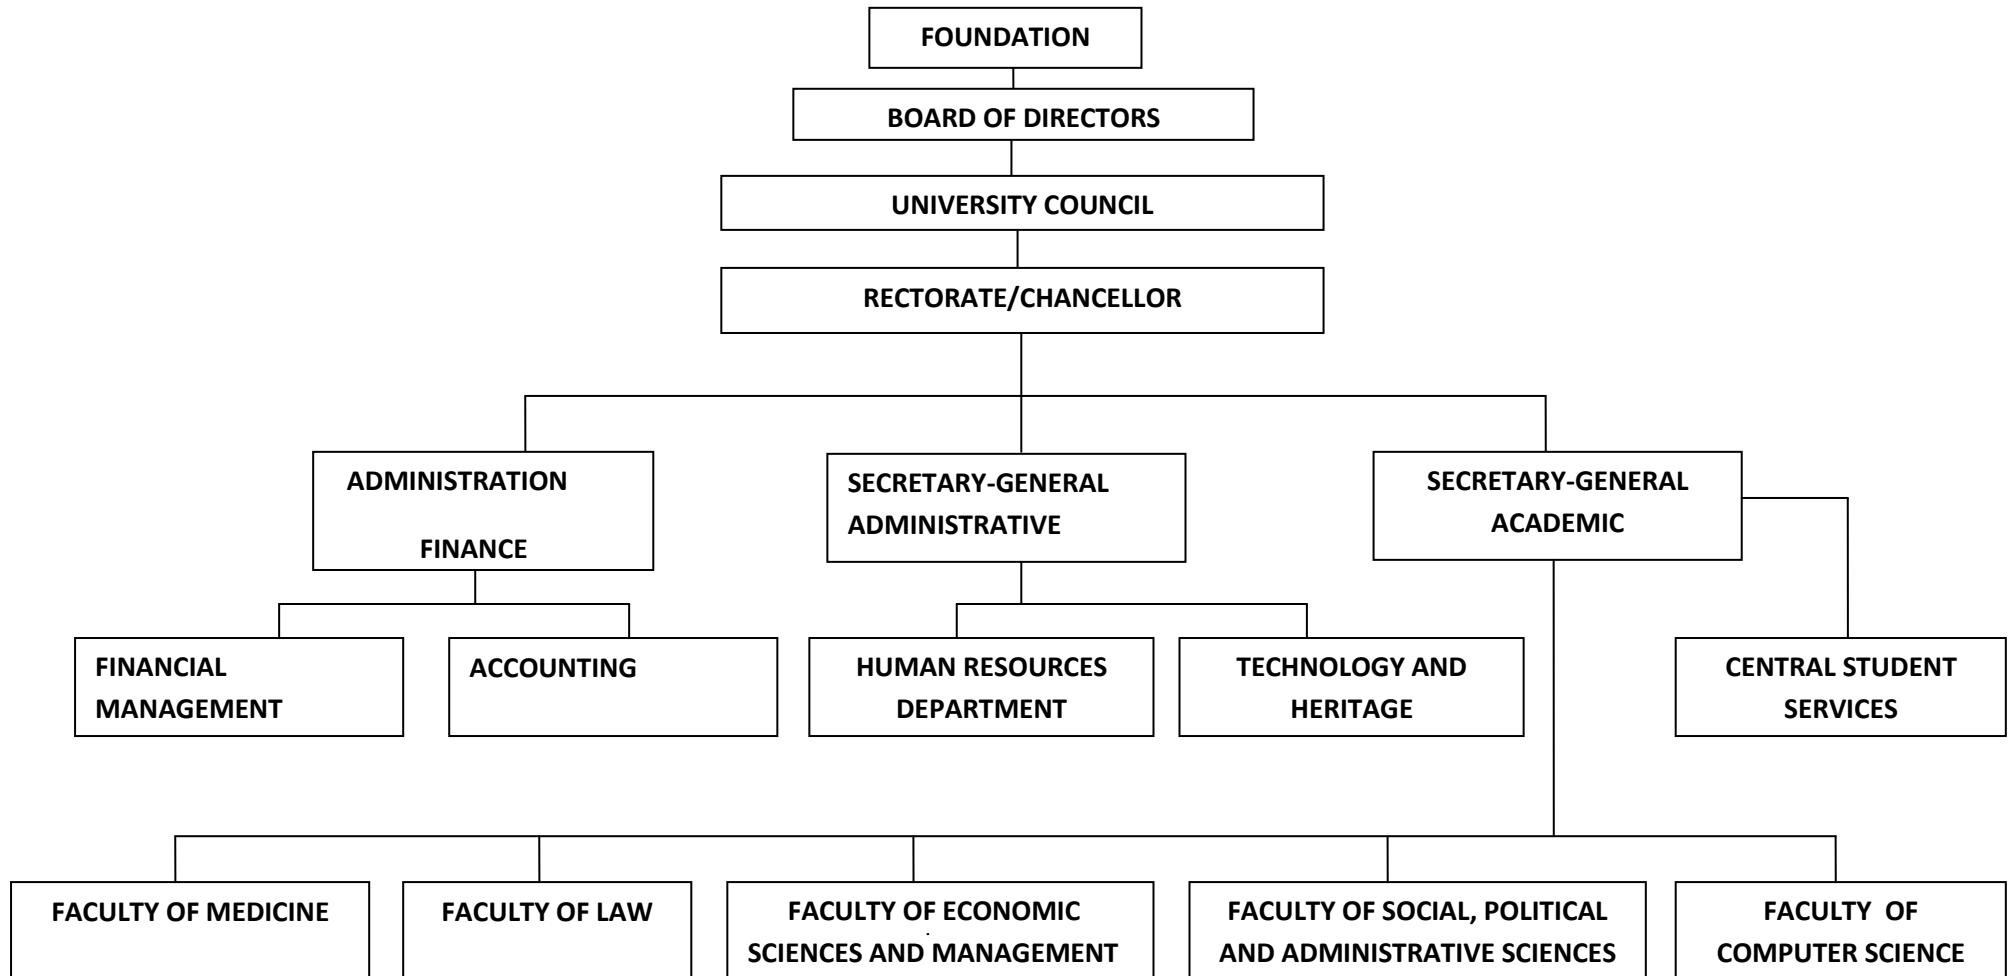 FOUNDATION
BOARD OF DIRECTORS
UNIVERSITY COUNCIL
RECTORATE/CHANCELLOR
ADMINISTRATION
FINANCE
SECRETARY-GENERAL
ADMINISTRATIVE
SECRETARY-GENERAL
ACADEMIC
FINANCIAL
MANAGEMENT
ACCOUNTING
HUMAN RESOURCES
DEPARTMENT
TECHNOLOGY AND
HERITAGE
CENTRAL STUDENT
SERVICES
FACULTY OF MEDICINE
FACULTY OF LAW
FACULTY OF ECONOMIC
SCIENCES AND MANAGEMENT
FACULTY OF SOCIAL, POLITICAL
AND ADMINISTRATIVE SCIENCES
FACULTY OF
COMPUTER SCIENCE